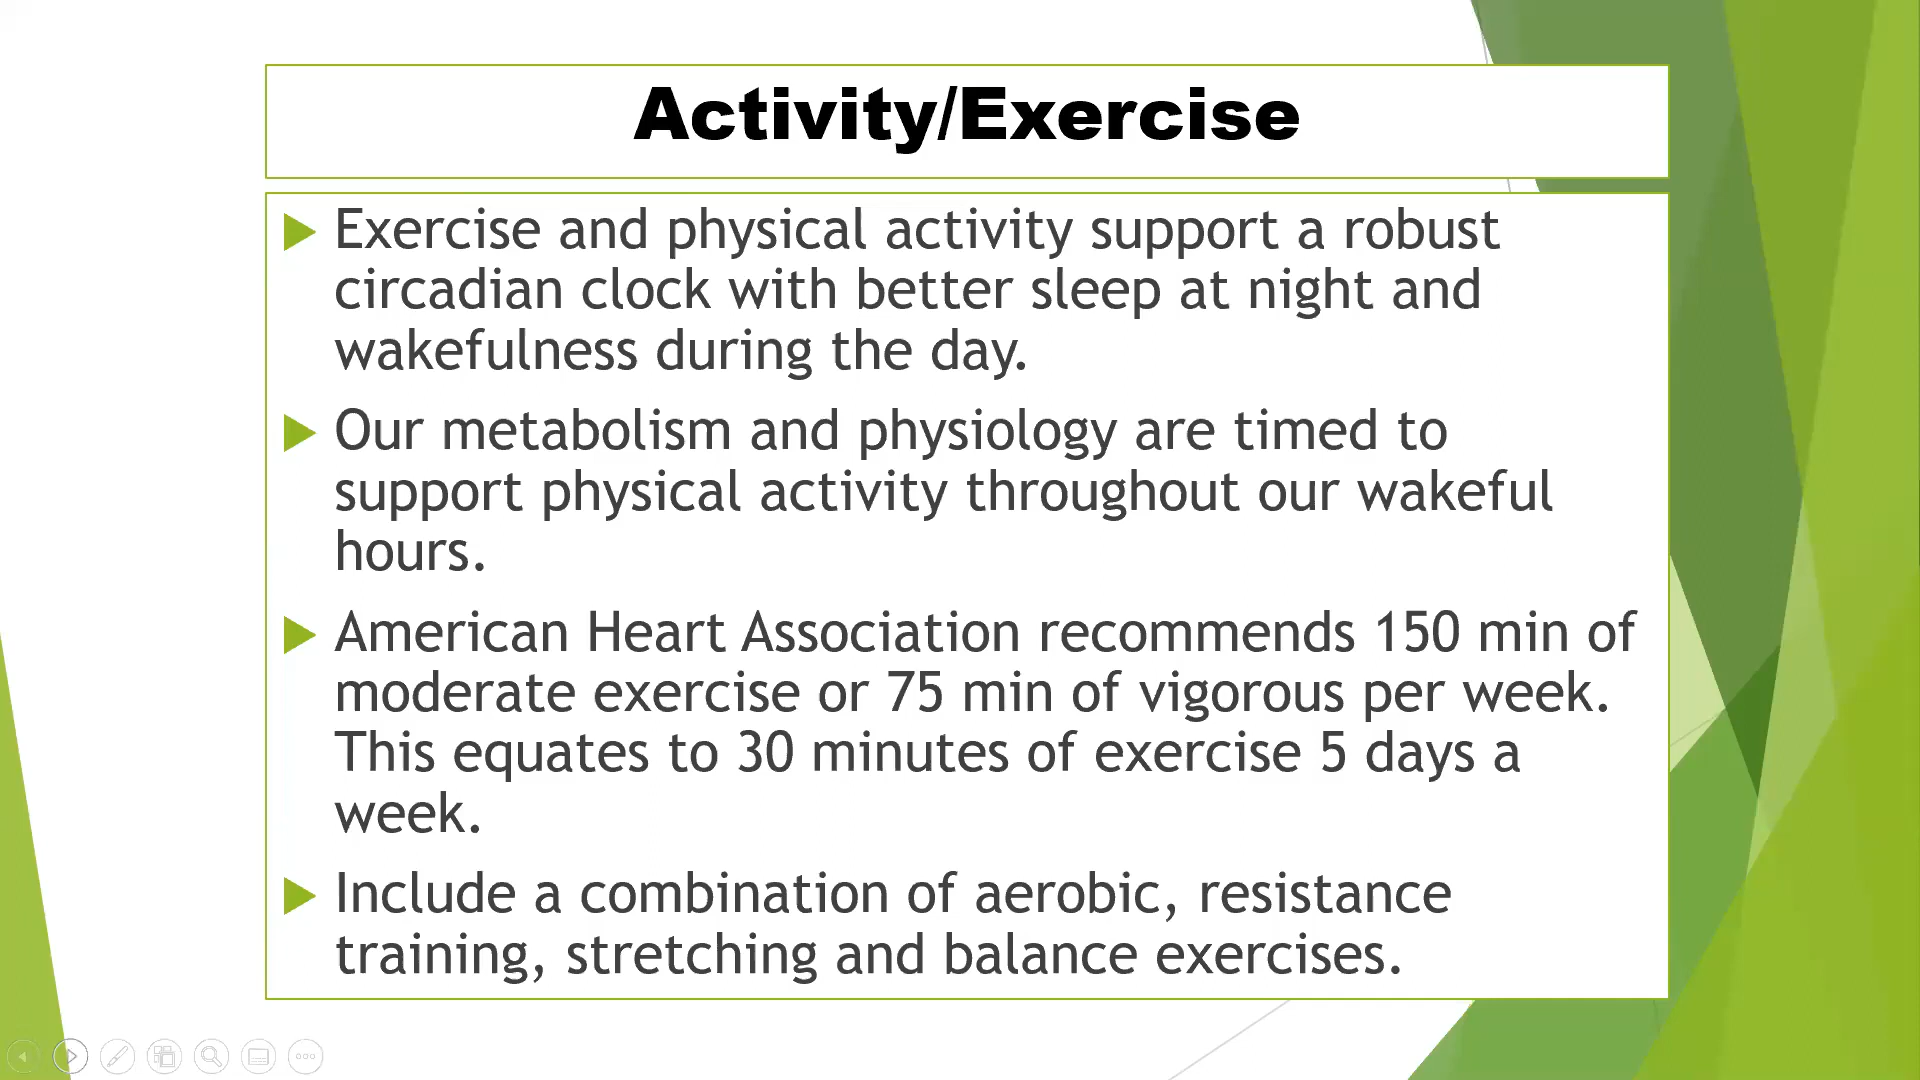 Activity/Exercise
Exercise and physical activity support a robust
circadian clock with better sleep at night and
wakefulness during the day.
Our metabolism and physiology are timed to
support physical activity throughout our wakeful
hours.
American Heart Association recommends 150 min of
moderate exercise or 75 min of vigorous per week.
This equates to 30 minutes of exercise 5 days a
week.
Include a combination of aerobic, resistance
training, stretching and balance exercises.